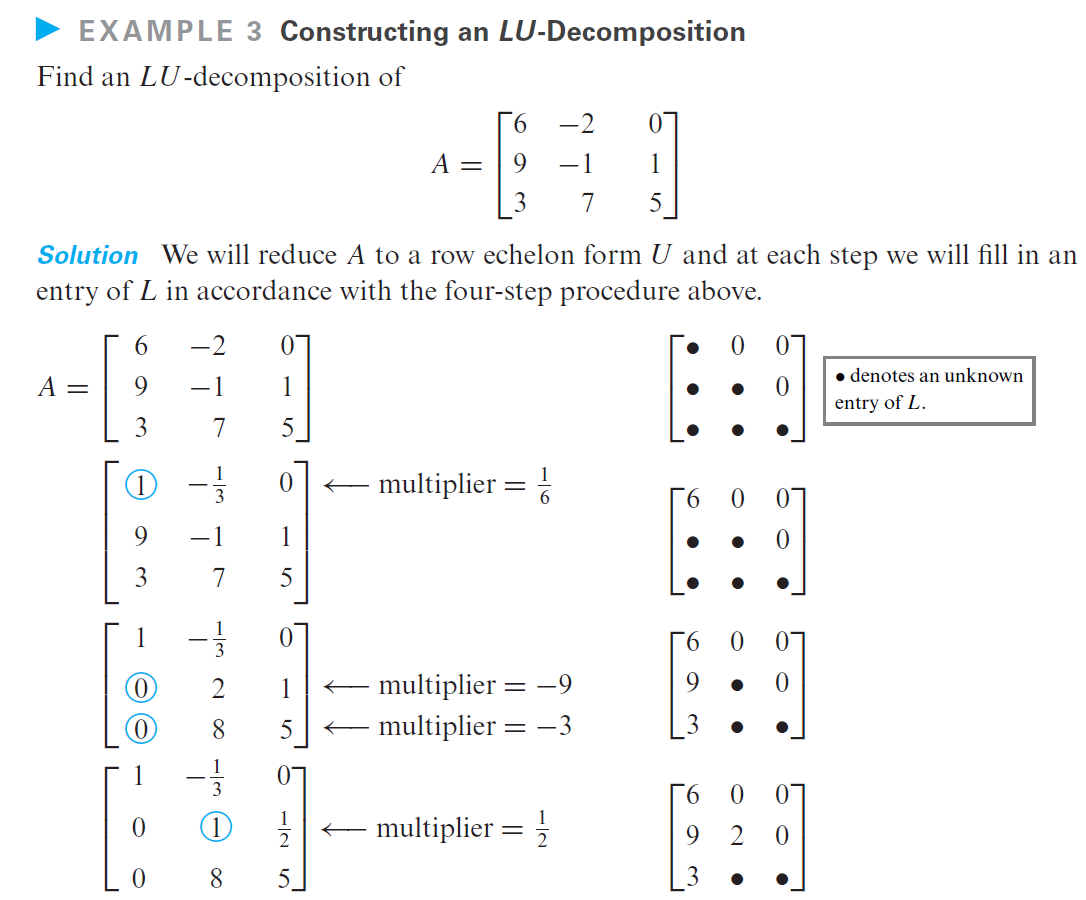 ▶ EXAMPLE 3 Constructing an LU-Decomposition
Find an LU-decomposition of
6 −2 0
A = 9 −1 1
3 7 5
Solution We will reduce A to a row echelon form U and at each step we will fill in an
entry of L in accordance with the four-step procedure above.
6 −2 0
A = 9 −1 1
3 7 5
• 0 0
• • 0
• • •
• denotes an unknown
entry of L.
1 −1/3 0 ← multiplier = 1/6
9 −1 1
3 7 5
6 0 0
• • 0
• • •
1 −1/3 0
0 2 1 ← multiplier = −9
0 8 5 ← multiplier = −3
6 0 0
9 • 0
3 • •
1 −1/3 0
0 1 1/2 ← multiplier = 1/2
0 8 5
6 0 0
9 2 0
3 • •